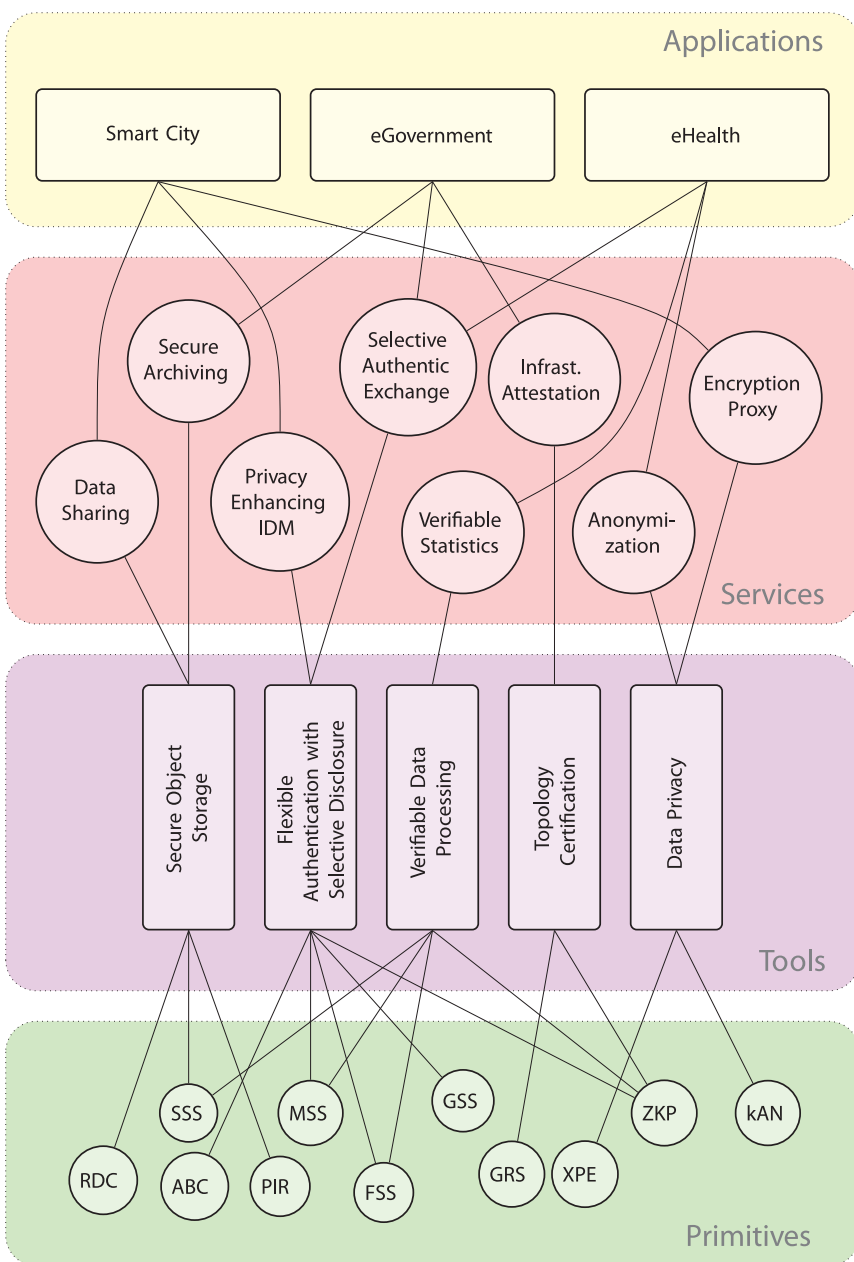 Applications
Smart City
eGovernment
eHealth
Secure
Archiving
Selective
Authentic
Exchange
Infrast.
Attestation
Encryption
Proxy
Data
Sharing
Privacy
Enhancing
IDM
Verifiable
Statistics
Anonymi-
zation
Services
Secure Object
Storage
Flexible
Authentication with
Selective Disclosure
Verifiable Data
Processing
Topology
Certification
Data Privacy
Tools
SSS
MSS
GSS
ZKP
kAN
RDC
ABC
PIR
FSS
GRS
XPE
Primitives